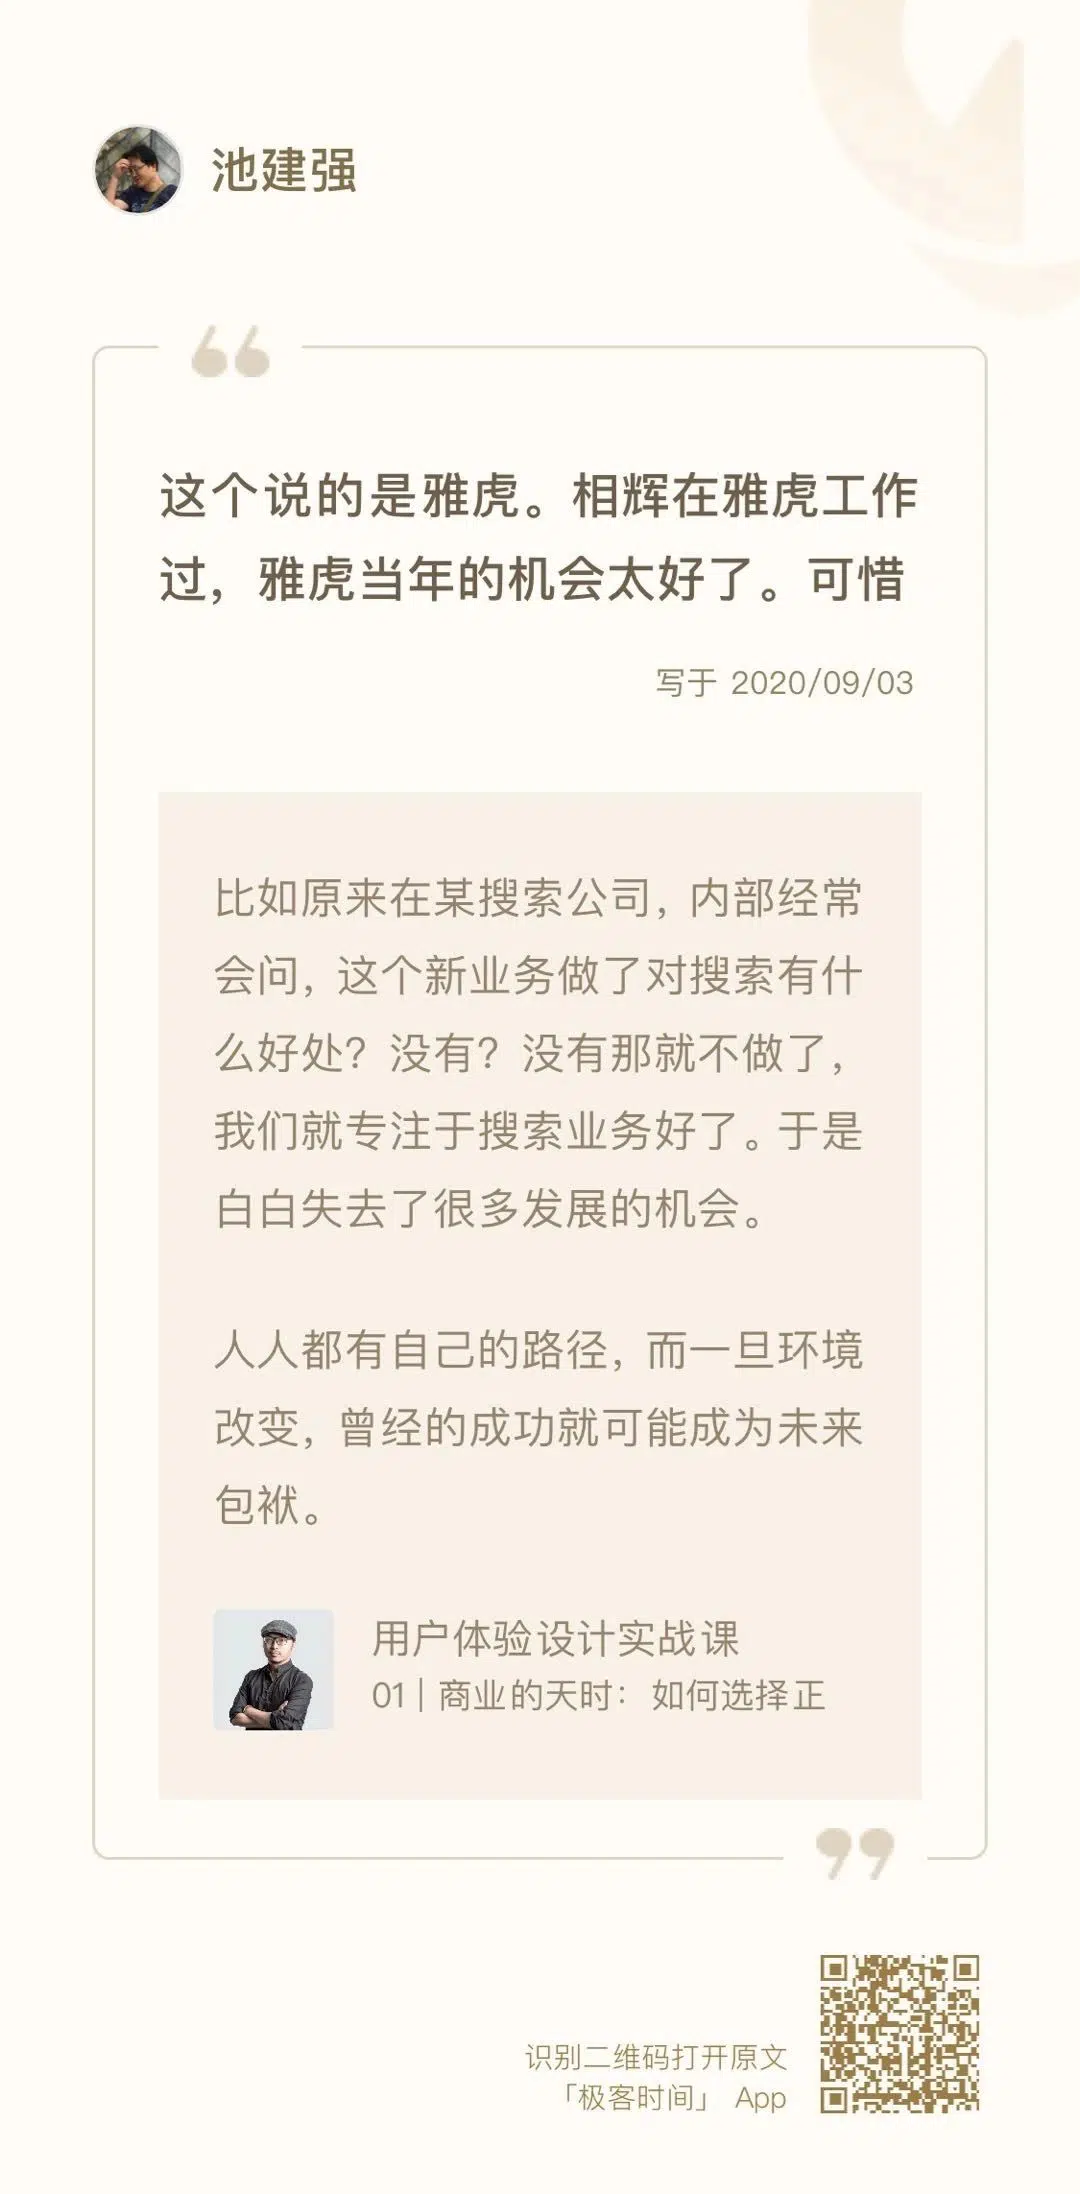 池建强
这个说的是雅虎。相辉在雅虎工作
过，雅虎当年的机会太好了。可惜
写于 2020/09/03
比如原来在某搜索公司，内部经常
会问，这个新业务做了对搜索有什
么好处？没有？没有那就不做了，
我们就专注于搜索业务好了。于是
白白失去了很多发展的机会。
人人都有自己的路径，而一旦环境
改变，曾经的成功就可能成为未来
包袱。
用户体验设计实战课
01 | 商业的天时：如何选择正
识别二维码打开原文
「极客时间」 App